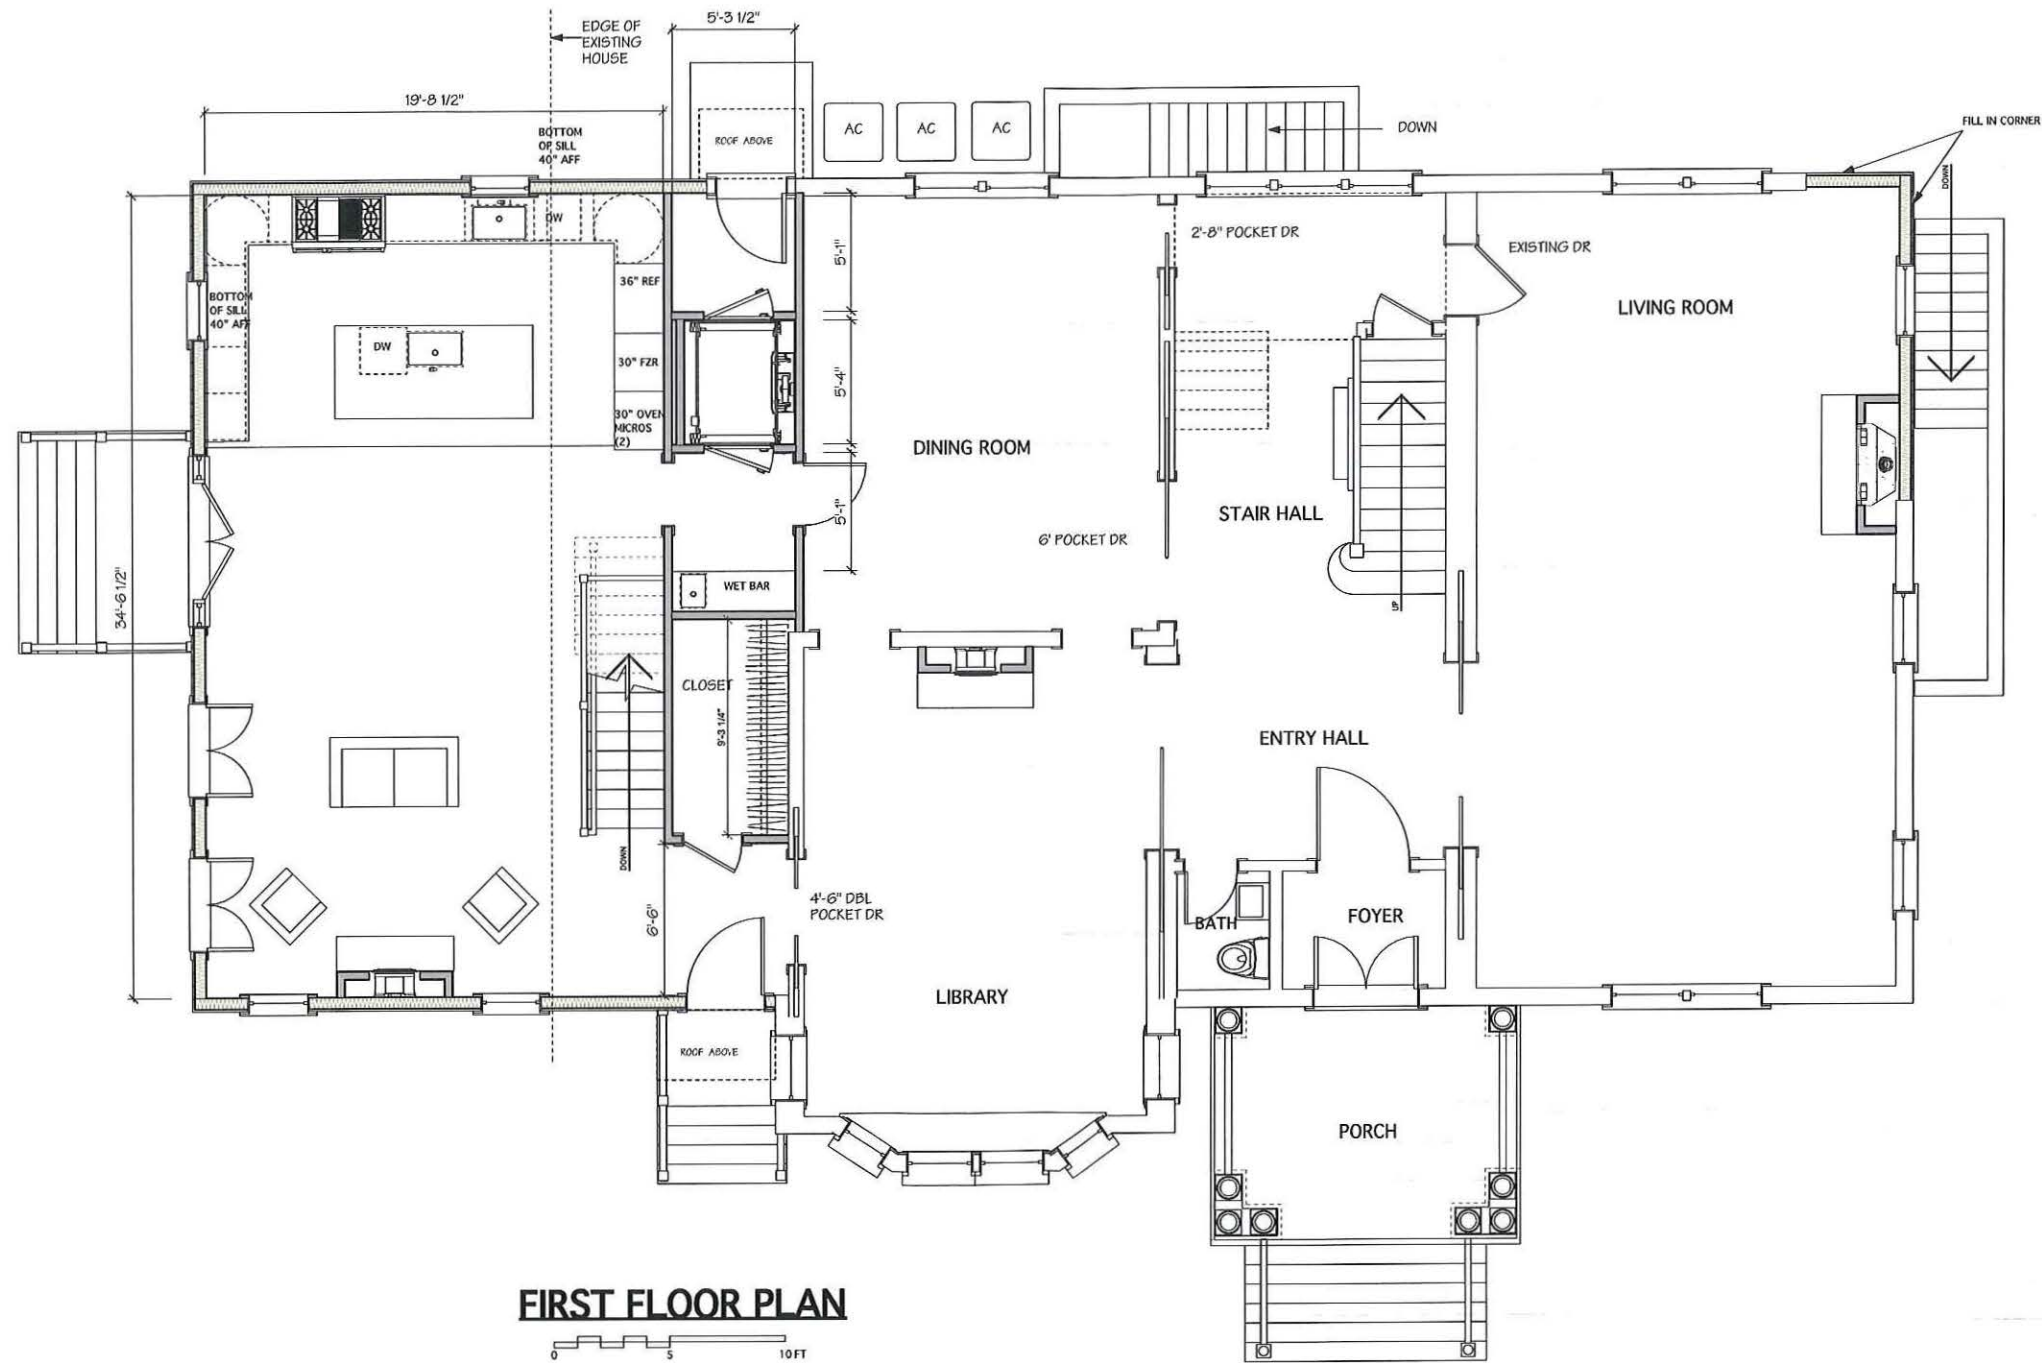 5'-3 1/2"
EDGE OF
EXISTING
HOUSE
19'-8 1/2"
BOTTOM
OF SILL
40" AFF
ROOF ABOVE
AC
AC
AC
DOWN
FILL IN CORNER
DOWN
DW
2'-8" POCKET DR
EXISTING DR
5'-1"
36" REF
BOTTOM
OF SILL
40" AFF
LIVING ROOM
DW
30" FZR
5'-4"
30" OVEN
MICROS
(2)
DINING ROOM
5'-1"
STAIR HALL
6' POCKET DR
34'-6 1/2"
WET BAR
UP
CLOSET
9'-3 1/4"
ENTRY HALL
DOWN
4'-6" DBL
POCKET DR
6'-6"
BATH
FOYER
LIBRARY
ROOF ABOVE
PORCH
FIRST FLOOR PLAN
0 5 10 FT